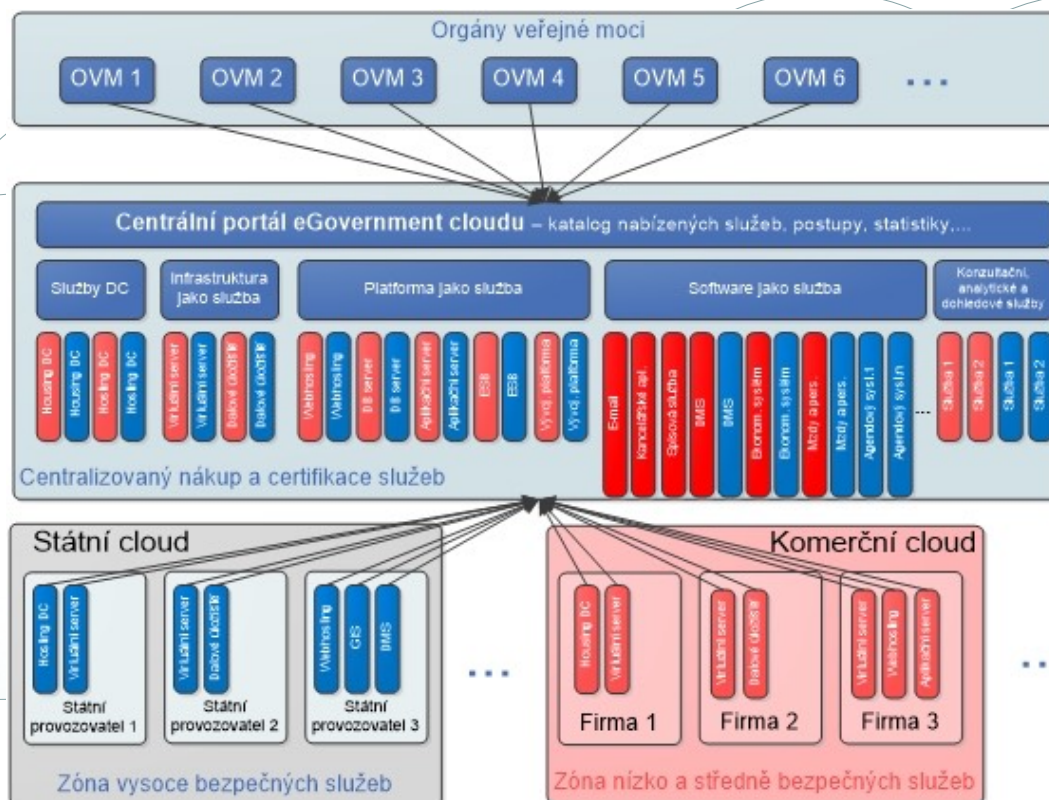 Orgány veřejné moci
OVM 1
OVM 2
OVM 3
OVM 4
OVM 5
OVM 6
...
Centrální portál eGovernment cloudu – katalog nabízených služeb, postupy, statistiky,...
Služby DC
Infrastruktura
jako služba
Platforma jako služba
Software jako služba
Konzultační,
analytické a
dohledové služby
Housing DC
Housing DC
Hosting DC
Hosting DC
Virtuální server
Virtuální server
Datové úložiště
Datové úložiště
Webhosting
Webhosting
DB server
DB server
Aplikační server
Aplikační server
ESB
ESB
Vývoj. platforma
Vývoj. platforma
E-mail
Kancelářské apl.
Spisová služba
DMS
DMS
Ekonom. systém
Ekonom. systém
Mzdy a pers.
Mzdy a pers.
Agendový sys.1
Agendový sys.n
...
Služba 1
Služba 2
Služba 1
Služba 2
Centralizovaný nákup a certifikace služeb
Státní cloud
Hosting DC
Virtuální server
Státní
provozovatel 1
Virtuální server
Datové úložiště
Státní
provozovatel 2
Webhosting
GIS
DMS
Státní
provozovatel 3
...
Zóna vysoce bezpečných služeb
Komerční cloud
Housing DC
Virtuální server
Firma 1
Virtuální server
Datové úložiště
Firma 2
Virtuální server
Webhosting
Aplikační server
Firma 3
Zóna nízko a středně bezpečných služeb